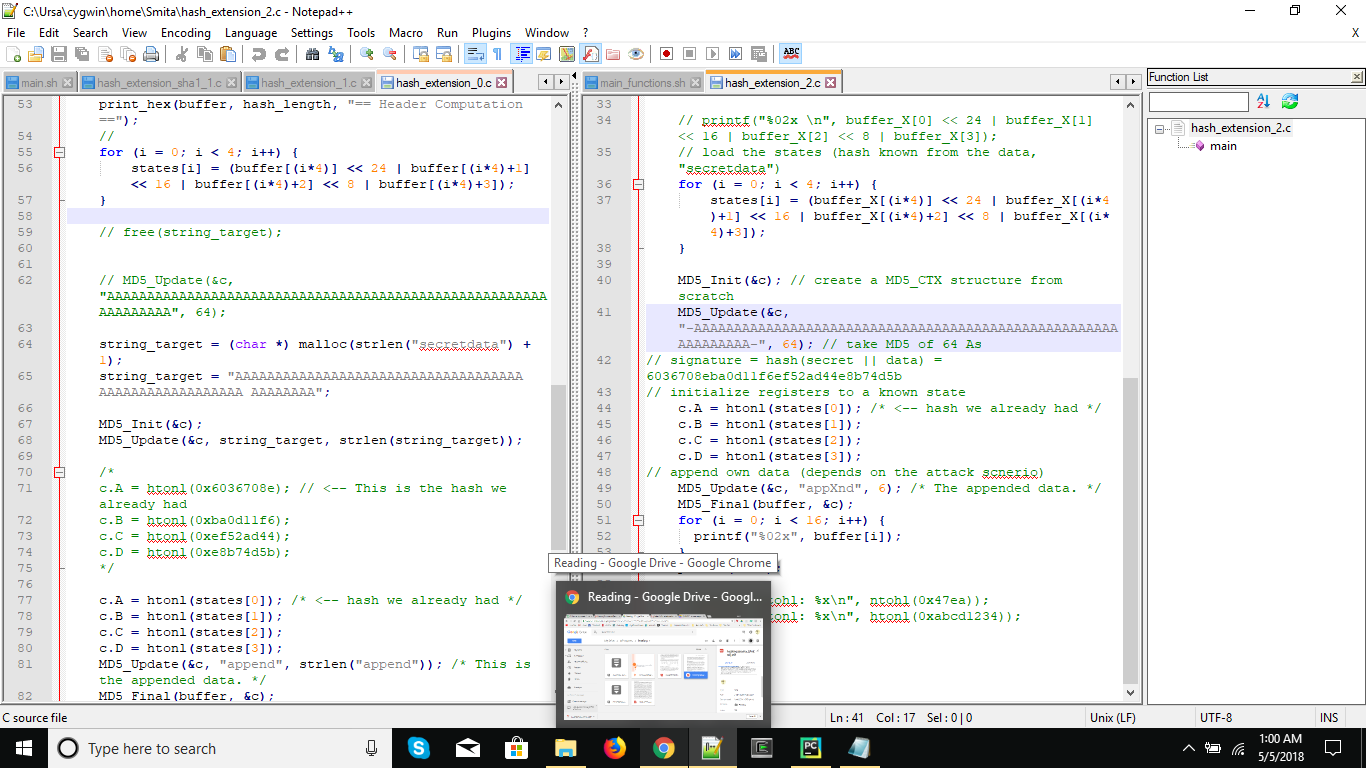 C:\Ursa\cygwin\home\Smita\hash_extension_2.c - Notepad++
File Edit Search View Encoding Language Settings Tools Macro Run Plugins Window ? X
main.sh hash_extension_sha1_1.c hash_extension_1.c hash_extension_0.c
53 print_hex(buffer, hash_length, "== Header Computation
==");
54 //
55 for (i = 0; i < 4; i++) {
56 states[i] = (buffer[(i*4)] << 24 | buffer[(i*4)+1]
<< 16 | buffer[(i*4)+2] << 8 | buffer[(i*4)+3]);
57 }
58
59 // free(string_target);
60
61
62 // MD5_Update(&c,
"AAAAAAAAAAAAAAAAAAAAAAAAAAAAAAAAAAAAAAAAAAAAAAAAAAAAAAA
AAAAAAAAA", 64);
63
64 string_target = (char *) malloc(strlen("secretdata") +
1);
65 string_target = "AAAAAAAAAAAAAAAAAAAAAAAAAAAAAAAAAAAA
AAAAAAAAAAAAAAAAAA AAAAAAAA";
66
67 MD5_Init(&c);
68 MD5_Update(&c, string_target, strlen(string_target));
69
70 /*
71 c.A = htonl(0x6036708e); // <-- This is the hash we
already had
72 c.B = htonl(0xba0d11f6);
73 c.C = htonl(0xef52ad44);
74 c.D = htonl(0xe8b74d5b);
75 */
76
77 c.A = htonl(states[0]); /* <-- hash we already had */
78 c.B = htonl(states[1]);
79 c.C = htonl(states[2]);
80 c.D = htonl(states[3]);
81 MD5_Update(&c, "append", strlen("append")); /* This is
the appended data. */
82 MD5_Final(buffer, &c);
main_functions.sh hash_extension_2.c
33
34 // printf("%02x \n", buffer_X[0] << 24 | buffer_X[1]
<< 16 | buffer_X[2] << 8 | buffer_X[3]);
35 // load the states (hash known from the data,
"secretdata")
36 for (i = 0; i < 4; i++) {
37 states[i] = (buffer_X[(i*4)] << 24 | buffer_X[(i*4
)+1] << 16 | buffer_X[(i*4)+2] << 8 | buffer_X[(i*
4)+3]);
38 }
39
40 MD5_Init(&c); // create a MD5_CTX structure from
scratch
41 MD5_Update(&c,
"-AAAAAAAAAAAAAAAAAAAAAAAAAAAAAAAAAAAAAAAAAAAAAAAAAAAAA
AAAAAAAAA-", 64); // take MD5 of 64 As
42 // signature = hash(secret || data) =
6036708eba0d11f6ef52ad44e8b74d5b
43 // initialize registers to a known state
44 c.A = htonl(states[0]); /* <-- hash we already had */
45 c.B = htonl(states[1]);
46 c.C = htonl(states[2]);
47 c.D = htonl(states[3]);
48 // append own data (depends on the attack scnerio)
49 MD5_Update(&c, "appXnd", 6); /* The appended data. */
50 MD5_Final(buffer, &c);
51 for (i = 0; i < 16; i++) {
52 printf("%02x", buffer[i]);
53 }
ntohl: %x\n", ntohl(0x47ea));
tonl: %x\n", htonl(0xabcd1234));
Function List
hash_extension_2.c
main
Reading - Google Drive - Google Chrome
Reading - Google Drive - Googl...
C source file Ln : 41 Col : 17 Sel : 0 | 0 Unix (LF) UTF-8 INS
Type here to search
1:00 AM
5/5/2018